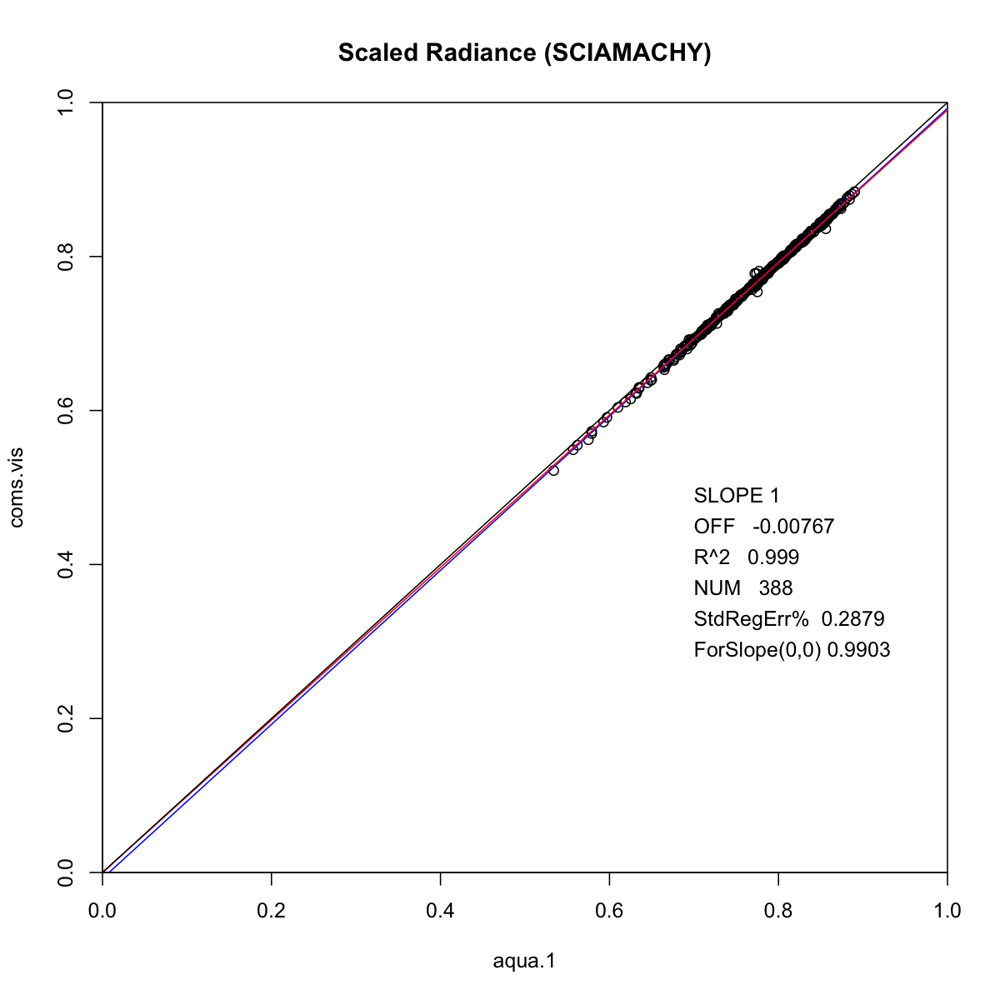 Scaled Radiance (SCIAMACHY)
1.0
0.8
0.6
0.4
0.2
0.0
coms.vis
SLOPE 1
OFF -0.00767
R^2 0.999
NUM 388
StdRegErr% 0.2879
ForSlope(0,0) 0.9903
0.0 0.2 0.4 0.6 0.8 1.0
aqua.1